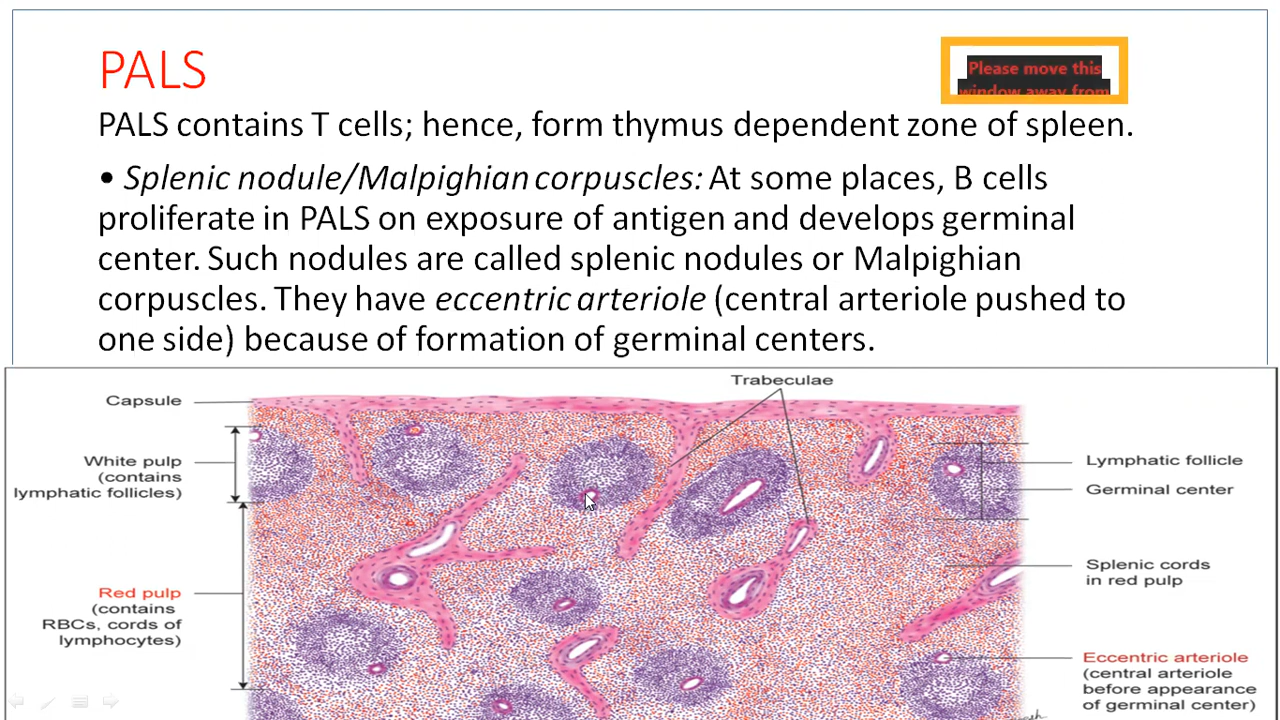 PALS
Please move this
window away from
PALS contains T cells; hence, form thymus dependent zone of spleen.
• Splenic nodule/Malpighian corpuscles: At some places, B cells
proliferate in PALS on exposure of antigen and develops germinal
center. Such nodules are called splenic nodules or Malpighian
corpuscles. They have eccentric arteriole (central arteriole pushed to
one side) because of formation of germinal centers.
Trabeculae
Capsule
White pulp
(contains
lymphatic follicles)
Lymphatic follicle
Germinal center
Splenic cords
in red pulp
Red pulp
(contains
RBCs, cords of
lymphocytes)
Eccentric arteriole
(central arteriole
before appearance
of germinal center)